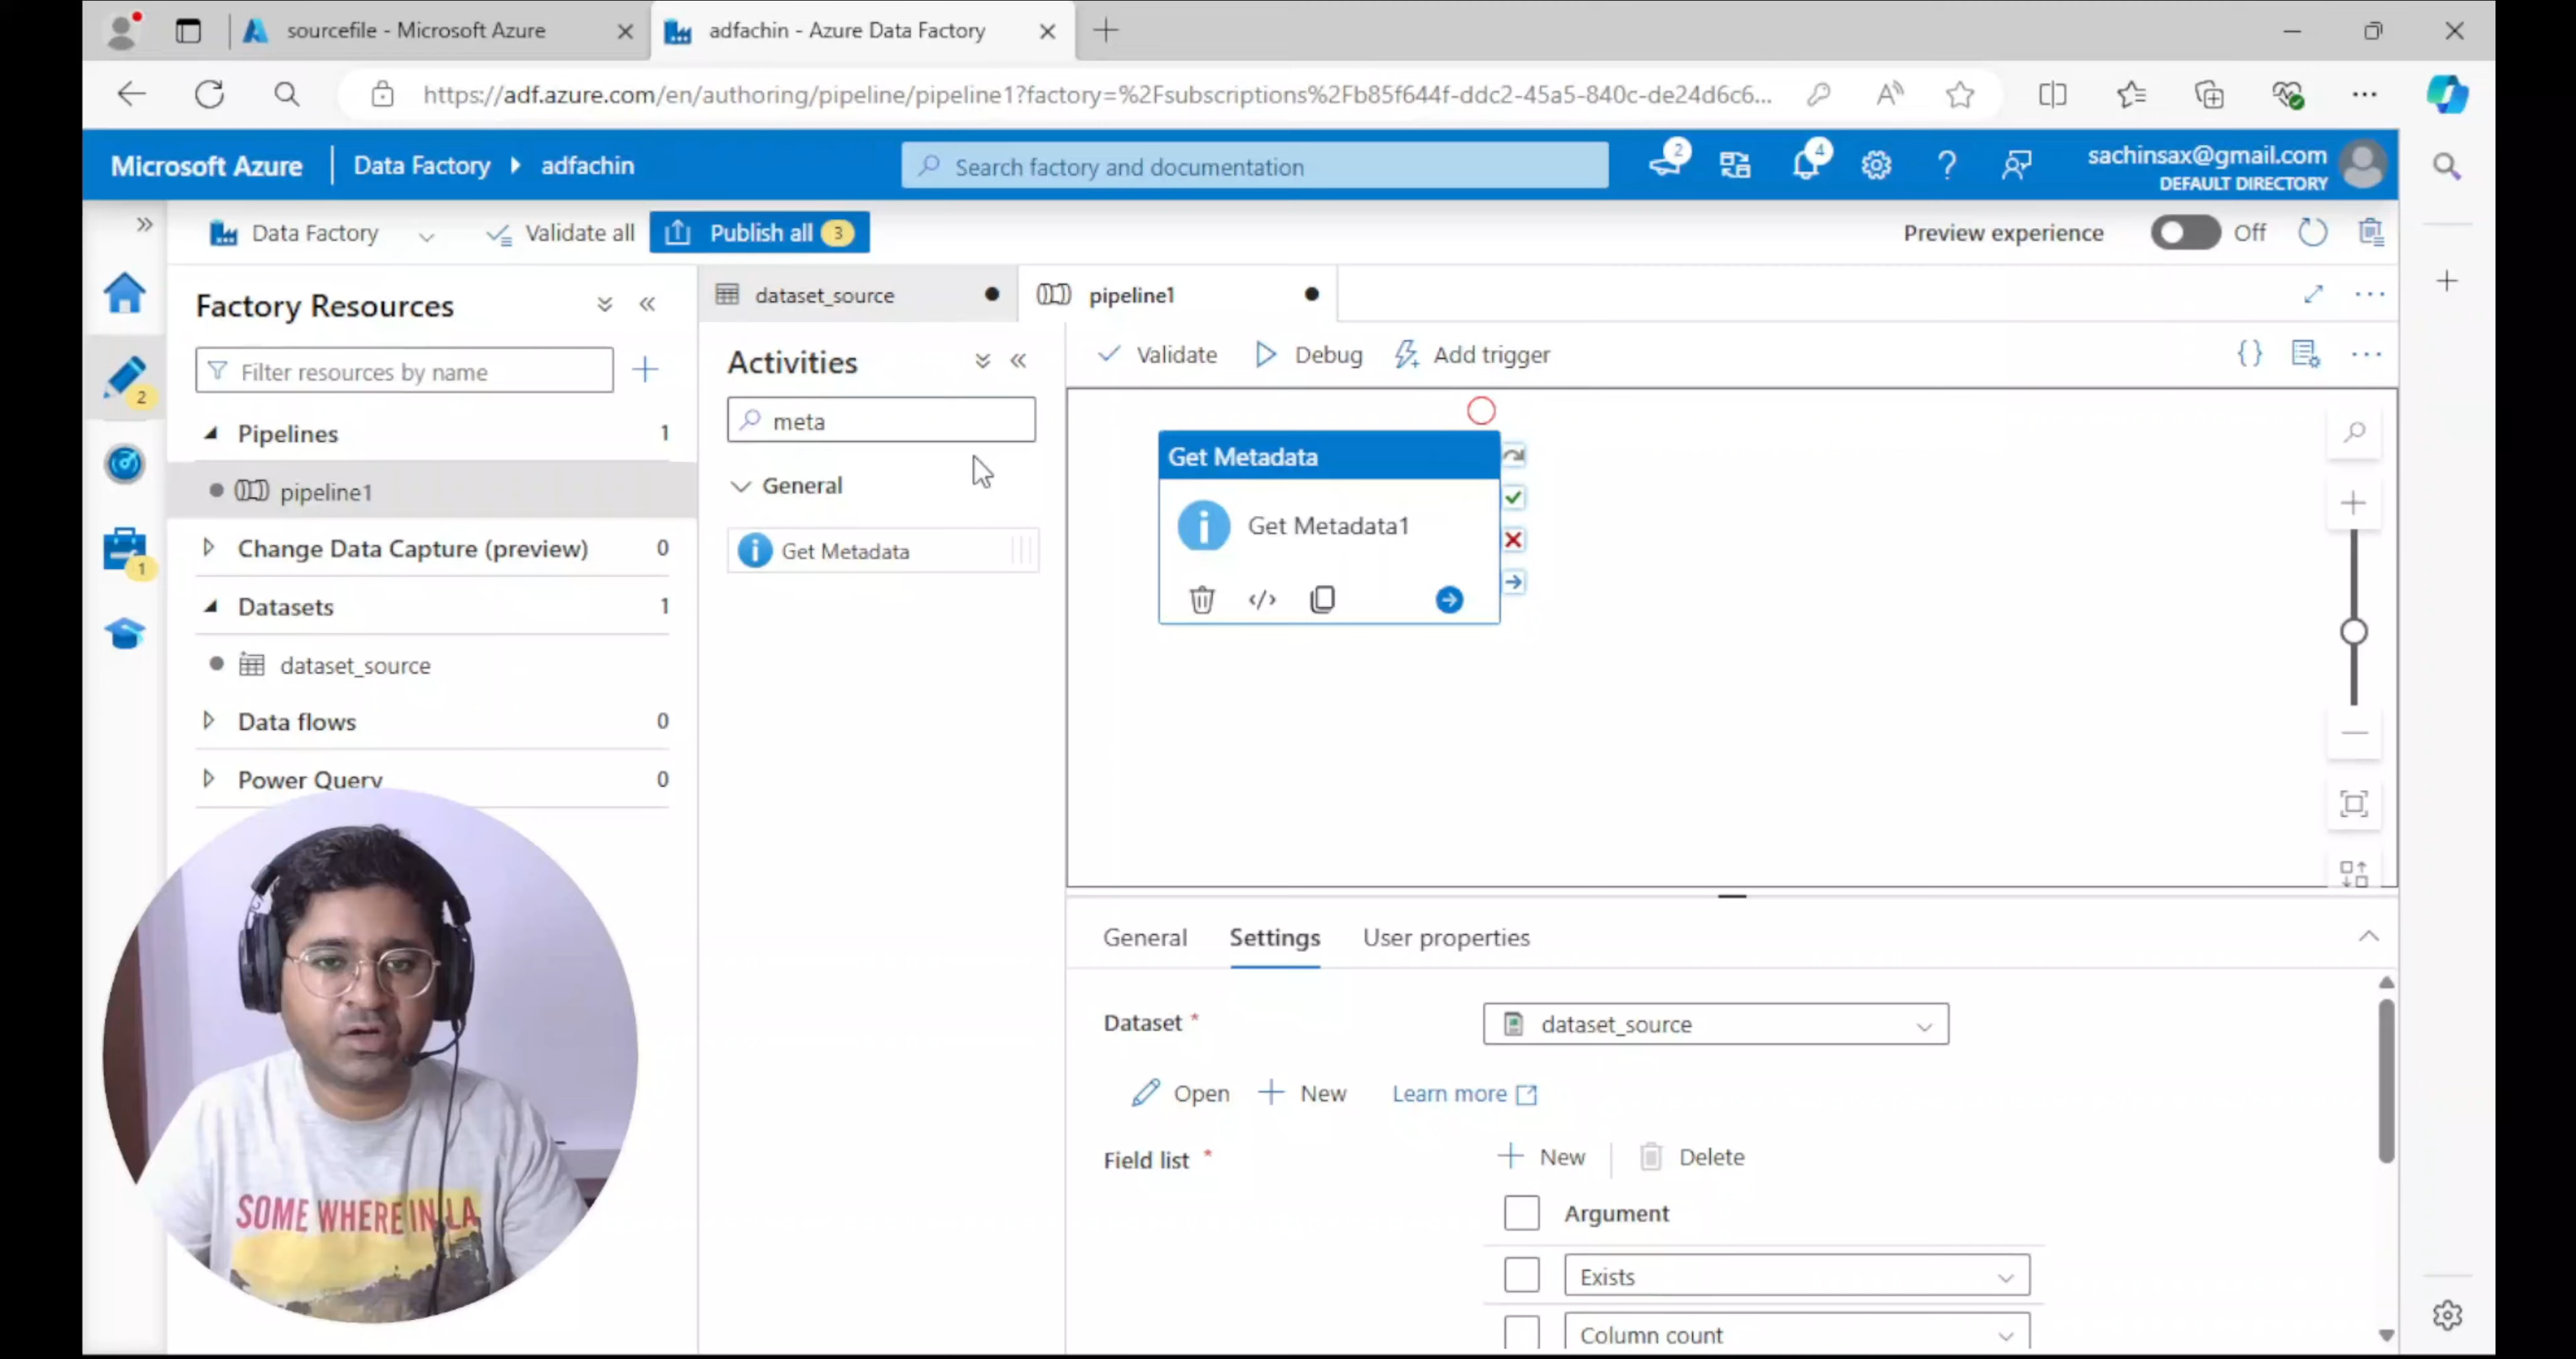 sourcefile - Microsoft Azure
adfachin - Azure Data Factory
https://adf.azure.com/en/authoring/pipeline/pipeline1?factory=%2Fsubscriptions%2Fb85f644f-ddc2-45a5-840c-de24d6c6...
Microsoft Azure
Data Factory
adfachin
Search factory and documentation
2
4
sachinsax@gmail.com
DEFAULT DIRECTORY
Data Factory
Validate all
Publish all 3
Preview experience
Off
2
1
Factory Resources
Filter resources by name
Pipelines 1
pipeline1
Change Data Capture (preview) 0
Datasets 1
dataset_source
Data flows 0
Power Query 0
dataset_source
pipeline1
Activities
meta
General
Get Metadata
Validate
Debug
Add trigger
Get Metadata
Get Metadata1
General
Settings
User properties
Dataset *
dataset_source
Open
New
Learn more
Field list *
New
Delete
Argument
Exists
Column count
SOME WHERE IN LA